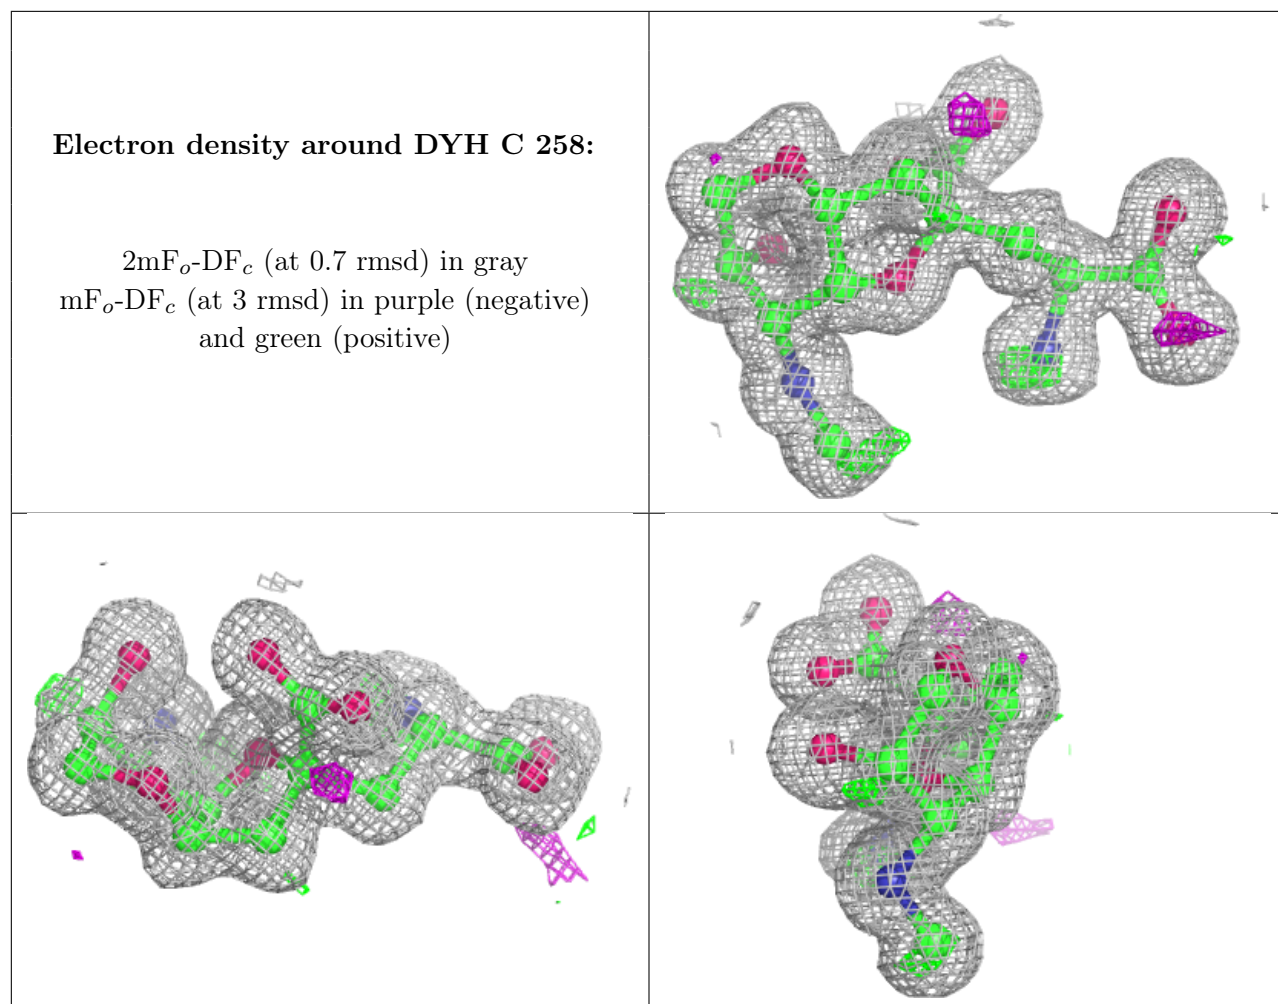 Electron density around DYH C 258:
2mFo-DFc (at 0.7 rmsd) in gray
mFo-DFc (at 3 rmsd) in purple (negative)
and green (positive)